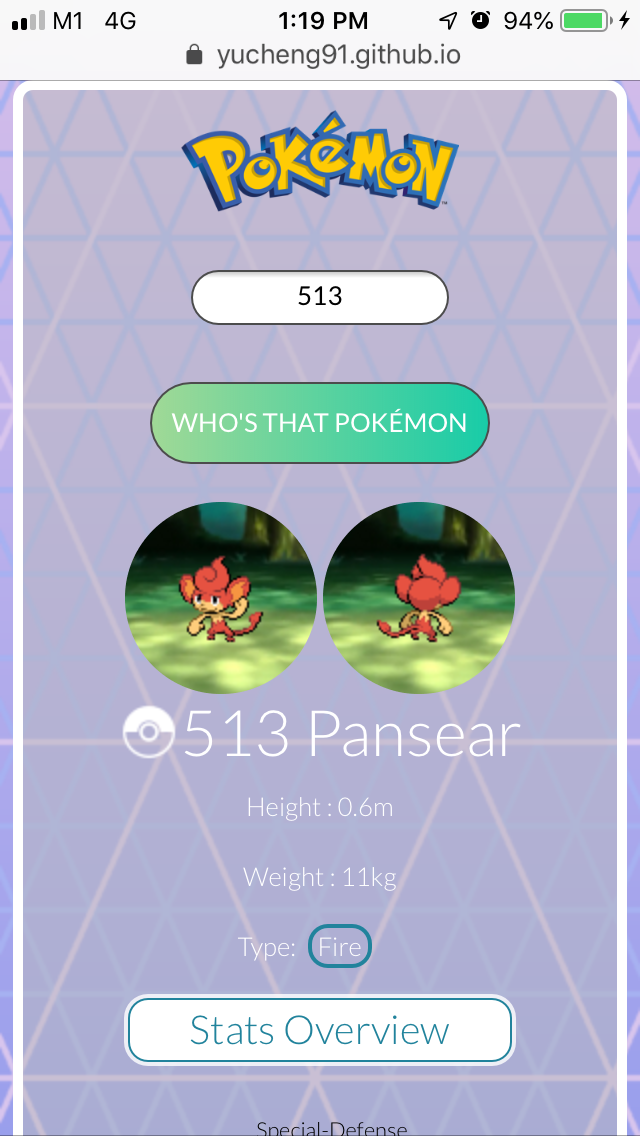 M1 4G 1:19 PM 94%
yucheng91.github.io
POKéMON
513
WHO'S THAT POKÉMON
513 Pansear
Height : 0.6m
Weight : 11kg
Type: Fire
Stats Overview
Special-Defense